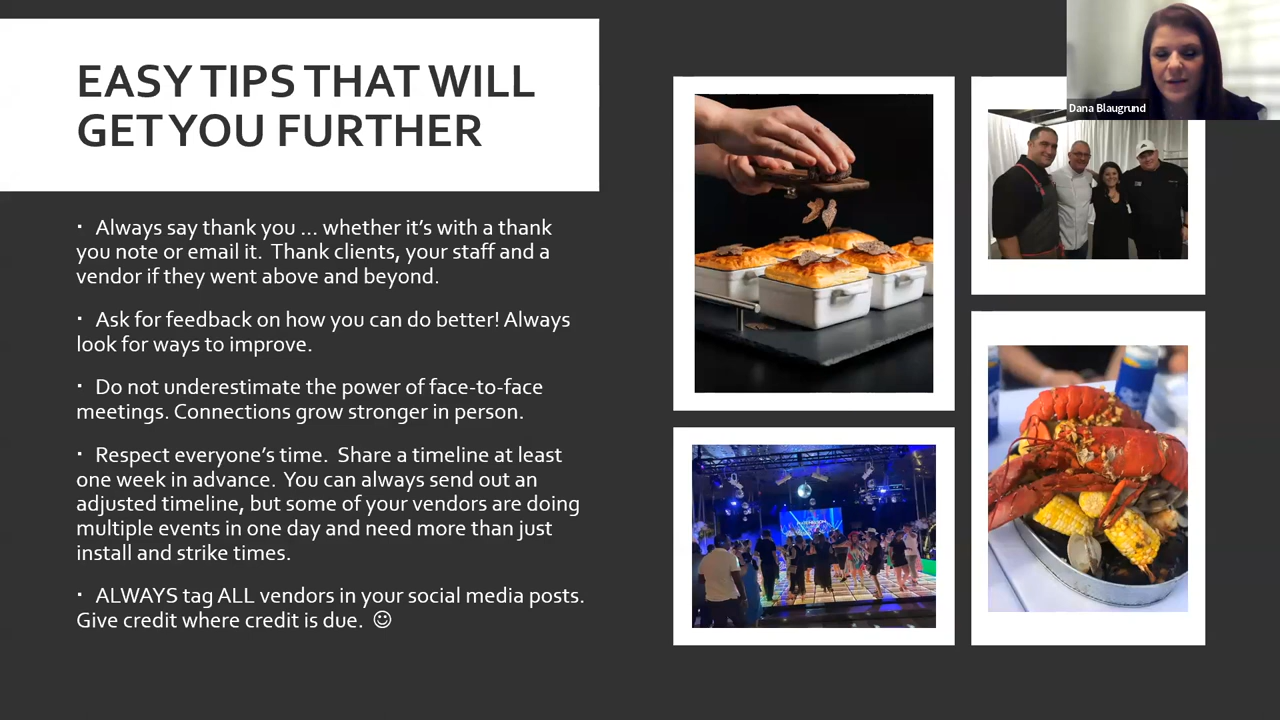 EASY TIPS THAT WILL
GET YOU FURTHER
▪ Always say thank you … whether it’s with a thank
you note or email it. Thank clients, your staff and a
vendor if they went above and beyond.
▪ Ask for feedback on how you can do better! Always
look for ways to improve.
▪ Do not underestimate the power of face-to-face
meetings. Connections grow stronger in person.
▪ Respect everyone’s time. Share a timeline at least
one week in advance. You can always send out an
adjusted timeline, but some of your vendors are doing
multiple events in one day and need more than just
install and strike times.
▪ ALWAYS tag ALL vendors in your social media posts.
Give credit where credit is due. ☺
Dana Blaugrund